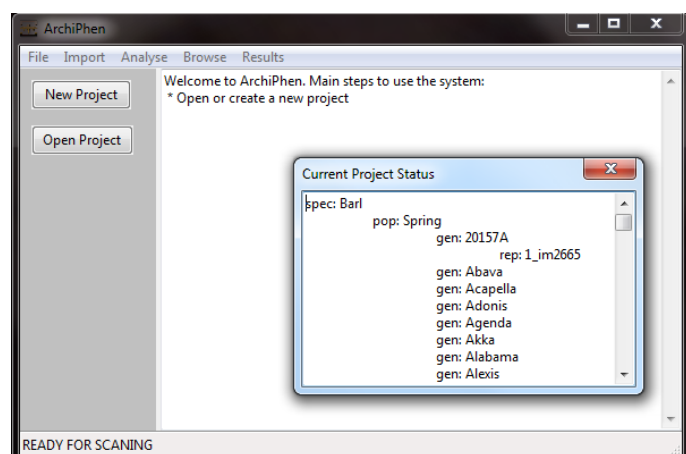 ArchiPhen
File Import Analyse Browse Results
New Project
Open Project
Welcome to ArchiPhen. Main steps to use the system:
* Open or create a new project
Current Project Status
spec: Barl
pop: Spring
gen: 20157A
rep: 1_im2665
gen: Abava
gen: Acapella
gen: Adonis
gen: Agenda
gen: Akka
gen: Alabama
gen: Alexis
READY FOR SCANING